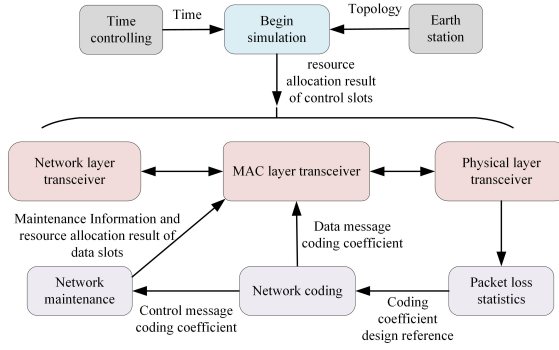 Time
controlling
Time
Begin
simulation
Topology
Earth
station
resource
allocation result
of control slots
Network layer
transceiver
MAC layer transceiver
Physical layer
transceiver
Maintenance Information and
resource allocation result of
data slots
Data message
coding coefficient
Network
maintenance
Control message
coding coefficient
Network coding
Coding
coefficient
design reference
Packet loss
statistics